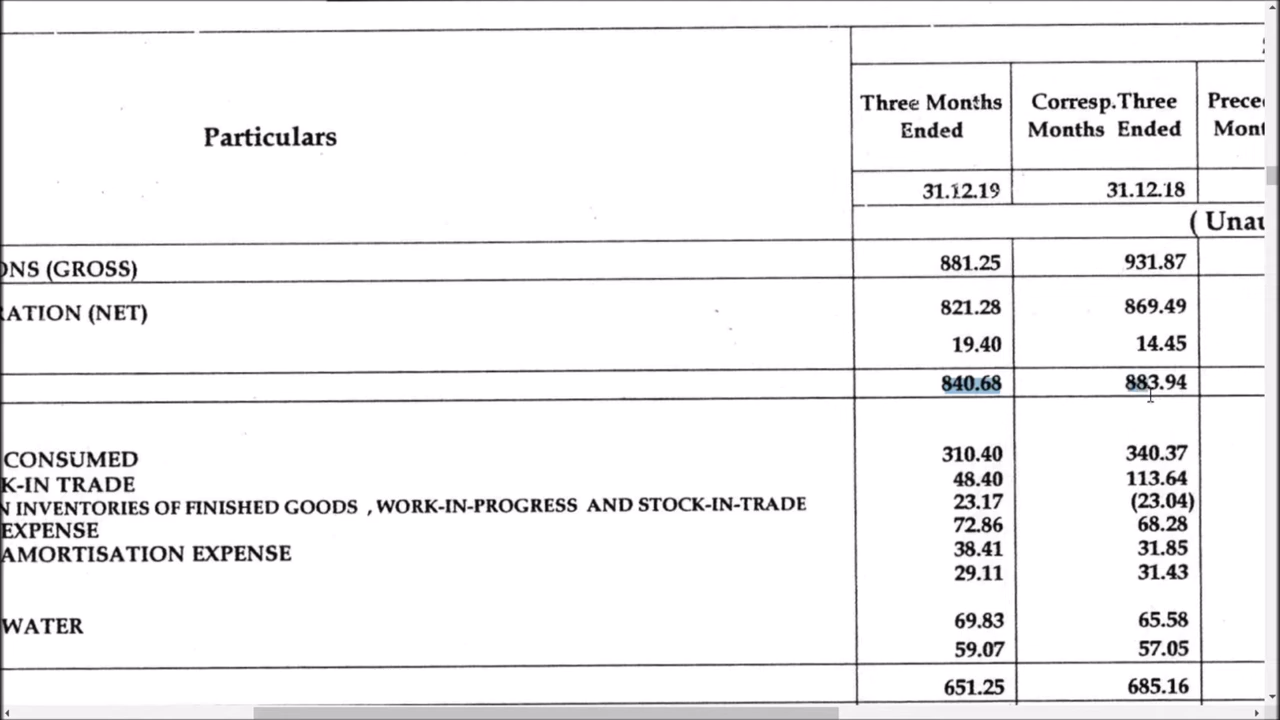 Three Months Corresp.Three
Particulars Ended Months Ended
31.12.19 31.12.18
(GROSS) 881.25 931.87
(NET) 821.28 869.49
19.40 14.45
840.68 883.94
CONSUMED 310.40 340.37
TRADE 48.40 113.64
INVENTORIES OF FINISHED GOODS , WORK-IN-PROGRESS AND STOCK-IN-TRADE 23.17 (23.04)
EXPENSE 72.86 68.28
AMORTISATION EXPENSE 38.41 31.85
29.11 31.43
WATER 69.83 65.58
59.07 57.05
651.25 685.16